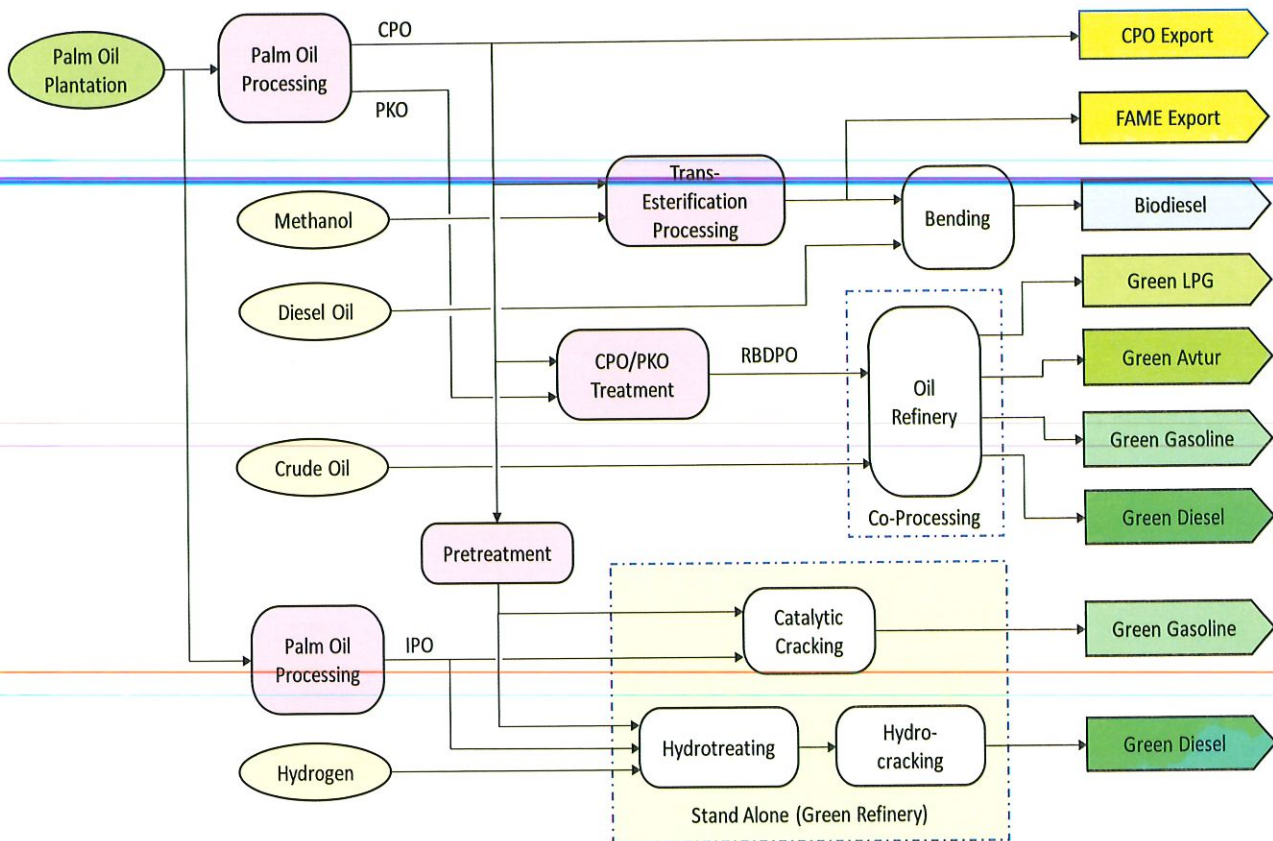 CPO
CPO Export
Palm Oil
Plantation
Palm Oil
Processing
PKO
FAME Export
Trans-
Esterification
Processing
Methanol
Bending
Biodiesel
Diesel Oil
Green LPG
CPO/PKO
Treatment
RBDPO
Oil
Refinery
Green Avtur
Green Gasoline
Crude Oil
Co-Processing
Green Diesel
Pretreatment
Catalytic
Cracking
Green Gasoline
Palm Oil
Processing
IPO
Hydrotreating
Hydro-
cracking
Green Diesel
Hydrogen
Stand Alone (Green Refinery)